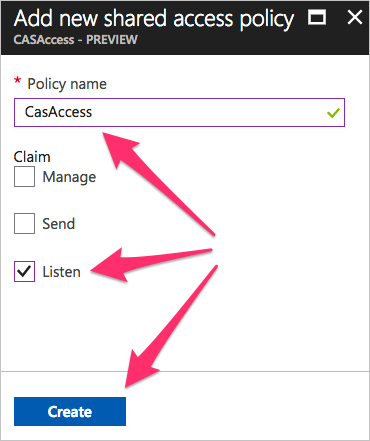 Add new shared access policy
CASAccess - PREVIEW
* Policy name
CasAccess
Claim
Manage
Send
Listen
Create